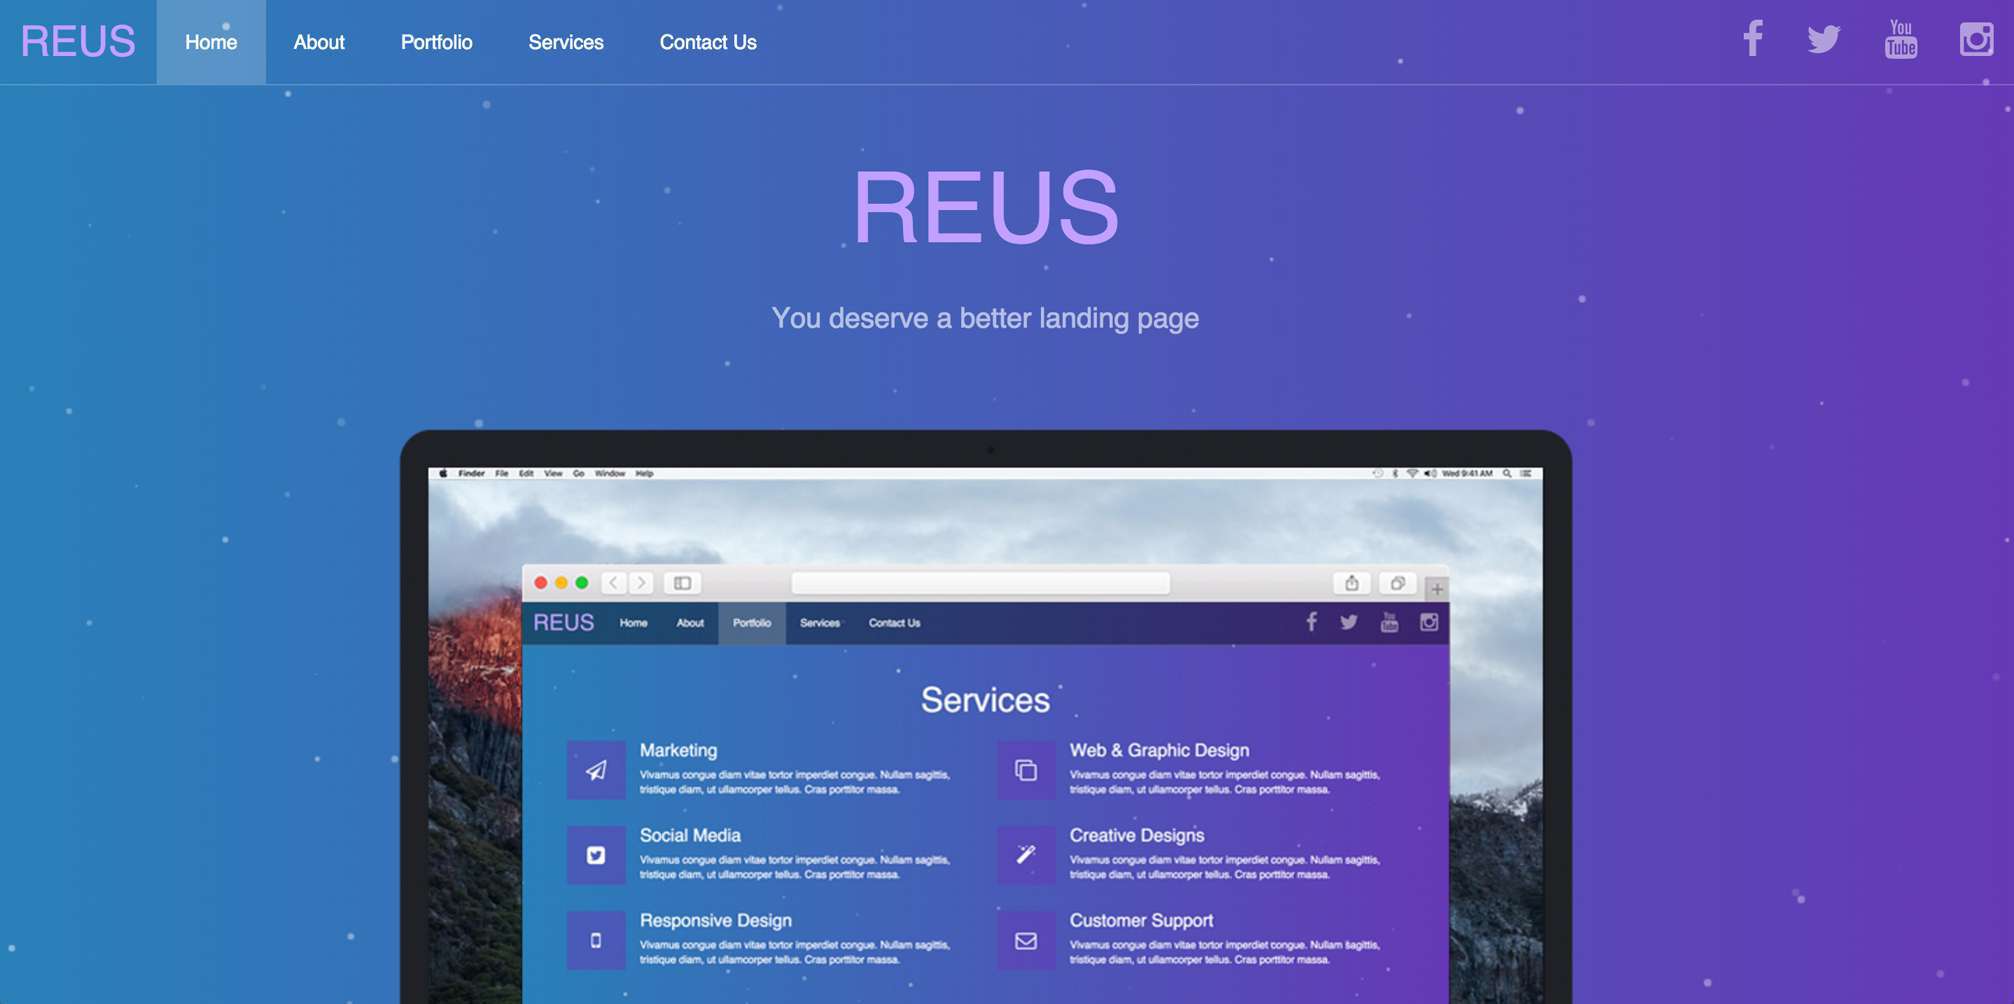 REUS Home About Portfolio Services Contact Us You Tube
REUS
You deserve a better landing page
Finder File Edit View Go Window Help Wed 9:41 AM
REUS Home About Portfolio Services Contact Us You Tube
Services
Marketing
Vivamus congue diam vitae tortor imperdiet congue. Nullam sagittis,
tristique diam, ut ullamcorper tellus. Cras porttitor massa.
Web & Graphic Design
Vivamus congue diam vitae tortor imperdiet congue. Nullam sagittis,
tristique diam, ut ullamcorper tellus. Cras porttitor massa.
Social Media
Vivamus congue diam vitae tortor imperdiet congue. Nullam sagittis,
tristique diam, ut ullamcorper tellus. Cras porttitor massa.
Creative Designs
Vivamus congue diam vitae tortor imperdiet congue. Nullam sagittis,
tristique diam, ut ullamcorper tellus. Cras porttitor massa.
Responsive Design
Vivamus congue diam vitae tortor imperdiet congue. Nullam sagittis,
tristique diam, ut ullamcorper tellus. Cras porttitor massa.
Customer Support
Vivamus congue diam vitae tortor imperdiet congue. Nullam sagittis,
tristique diam, ut ullamcorper tellus. Cras porttitor massa.